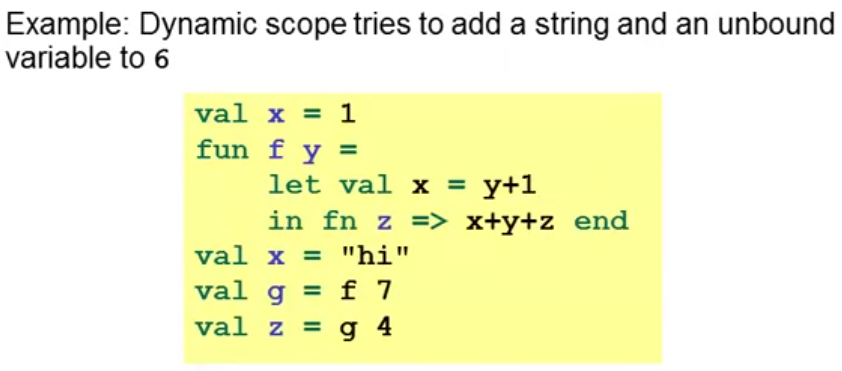 Example: Dynamic scope tries to add a string and an unbound
variable to 6
val x = 1
fun f y =
    let val x = y+1
    in fn z => x+y+z end
val x = "hi"
val g = f 7
val z = g 4